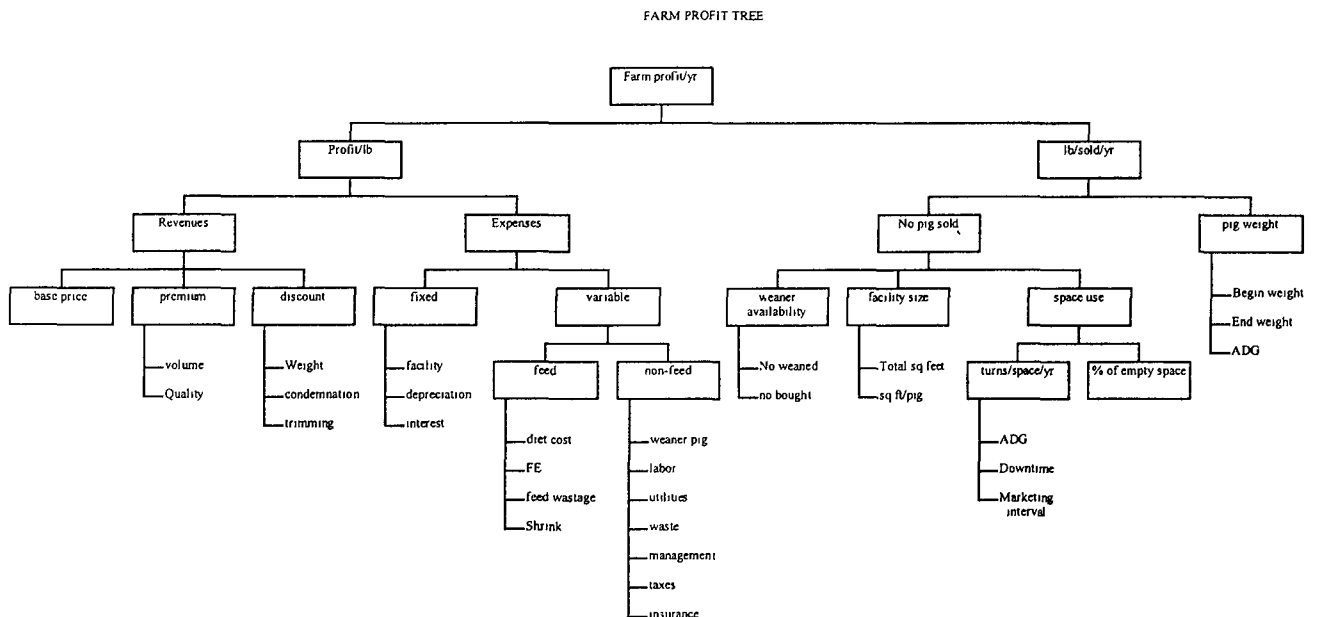 FARM PROFIT TREE
Farm profit/yr
Profit/lb
lb/sold/yr
Revenues
Expenses
No pig sold
pig weight
base price
premium
discount
fixed
variable
weaner
availability
facility size
space use
Begin weight
End weight
ADG
volume
Quality
Weight
condemnation
trimming
facility
depreciation
interest
feed
non-feed
No weaned
no bought
Total sq feet
sq ft/pig
turns/space/yr
% of empty space
diet cost
FE
feed wastage
Shrink
weaner pig
labor
utilities
waste
management
taxes
insurance
ADG
Downtime
Marketing
interval